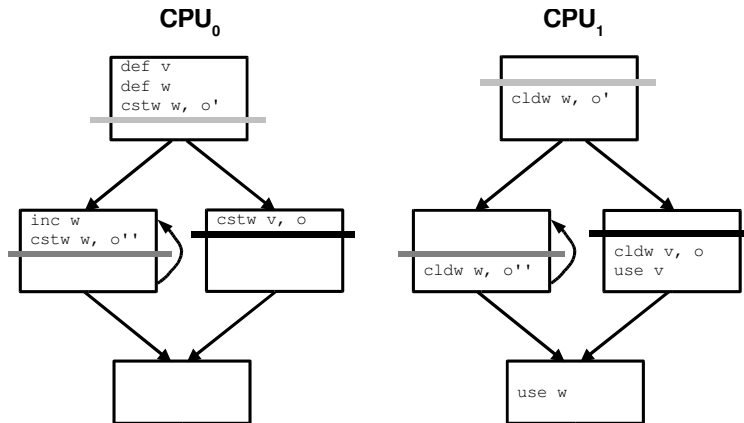 CPU0
def v
def w
cstw w, o'
inc w
cstw w, o''
cstw v, o
CPU1
cldw w, o'
cldw w, o''
cldw v, o
use v
use w